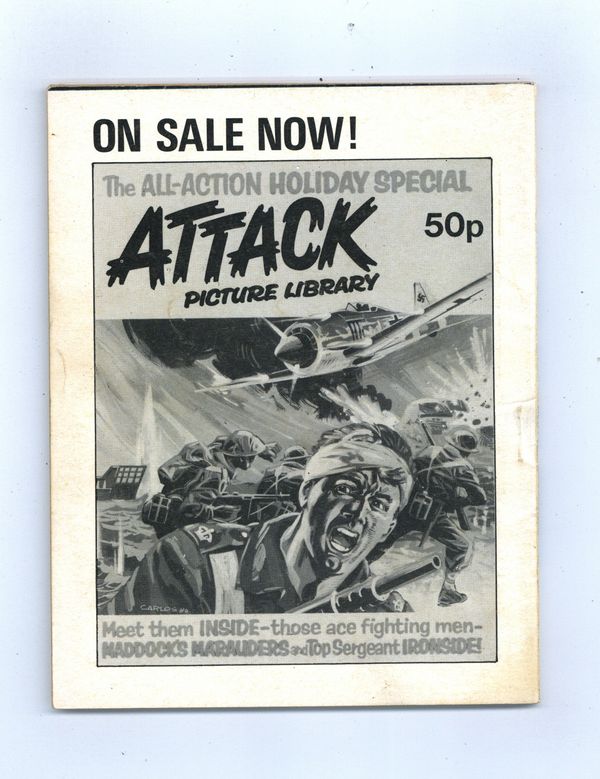 ON SALE NOW!
The ALL-ACTION HOLIDAY SPECIAL
ATTACK
50p
PICTURE LIBRARY
Meet them INSIDE-those ace fighting men-
MADDOCK'S MARAUDERS and Top Sergeant IRONSIDE!
CARLOS